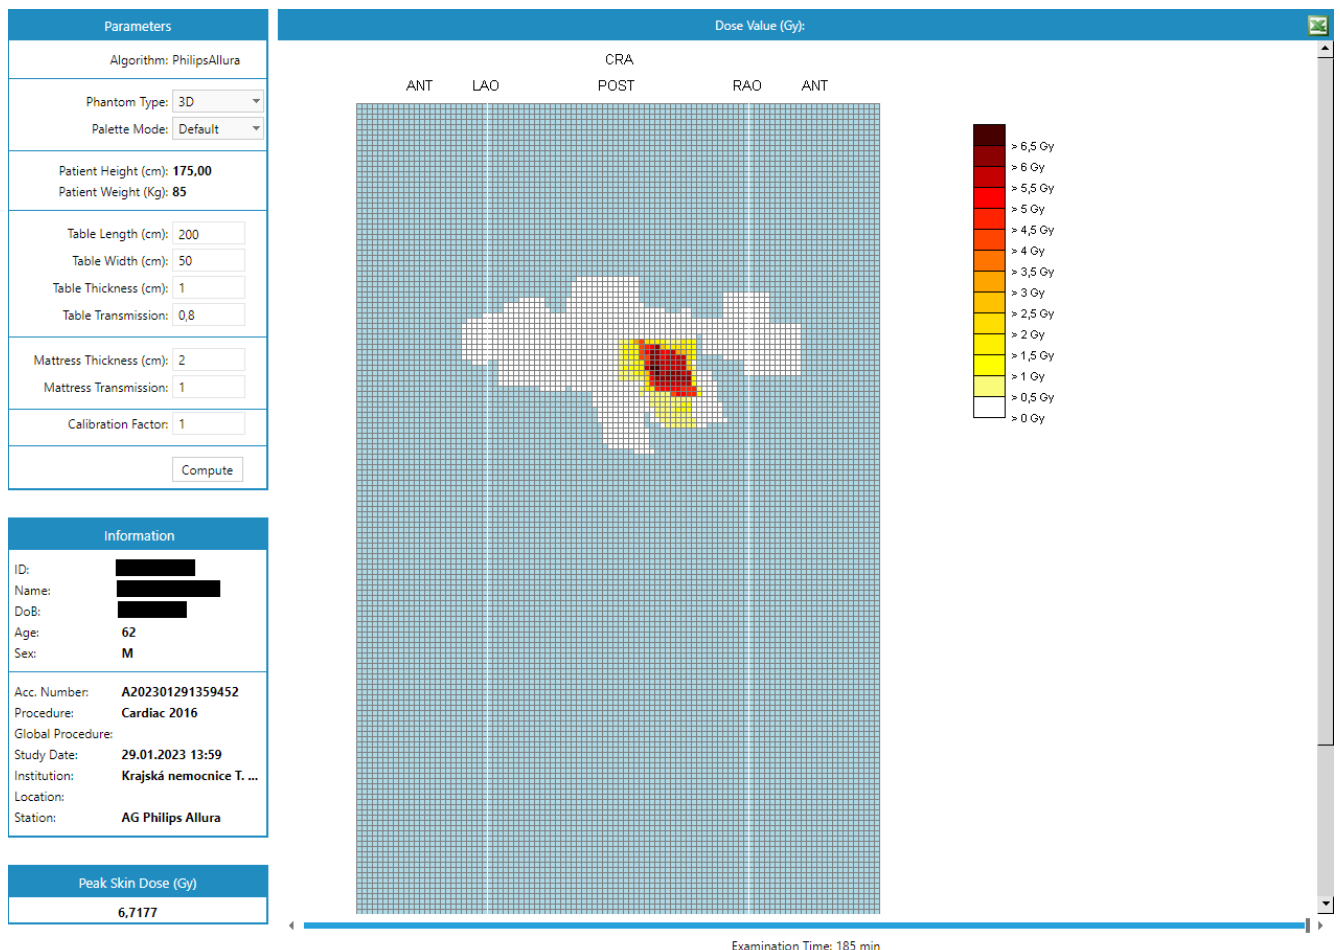 Parameters
Algorithm: PhilipsAllura
Phantom Type: 3D
Palette Mode: Default
Patient Height (cm): 175,00
Patient Weight (Kg): 85
Table Length (cm): 200
Table Width (cm): 50
Table Thickness (cm): 1
Table Transmission: 0,8
Mattress Thickness (cm): 2
Mattress Transmission: 1
Calibration Factor: 1
Compute
Information
ID:
Name:
DoB:
Age: 62
Sex: M
Acc. Number: A202301291359452
Procedure: Cardiac 2016
Global Procedure:
Study Date: 29.01.2023 13:59
Institution: Krajská nemocnice T. ...
Location:
Station: AG Philips Allura
Peak Skin Dose (Gy)
6,7177
Dose Value (Gy):
CRA
ANT LAO POST RAO ANT
> 6,5 Gy
> 6 Gy
> 5,5 Gy
> 5 Gy
> 4,5 Gy
> 4 Gy
> 3,5 Gy
> 3 Gy
> 2,5 Gy
> 2 Gy
> 1,5 Gy
> 1 Gy
> 0,5 Gy
> 0 Gy
Examination Time: 185 min